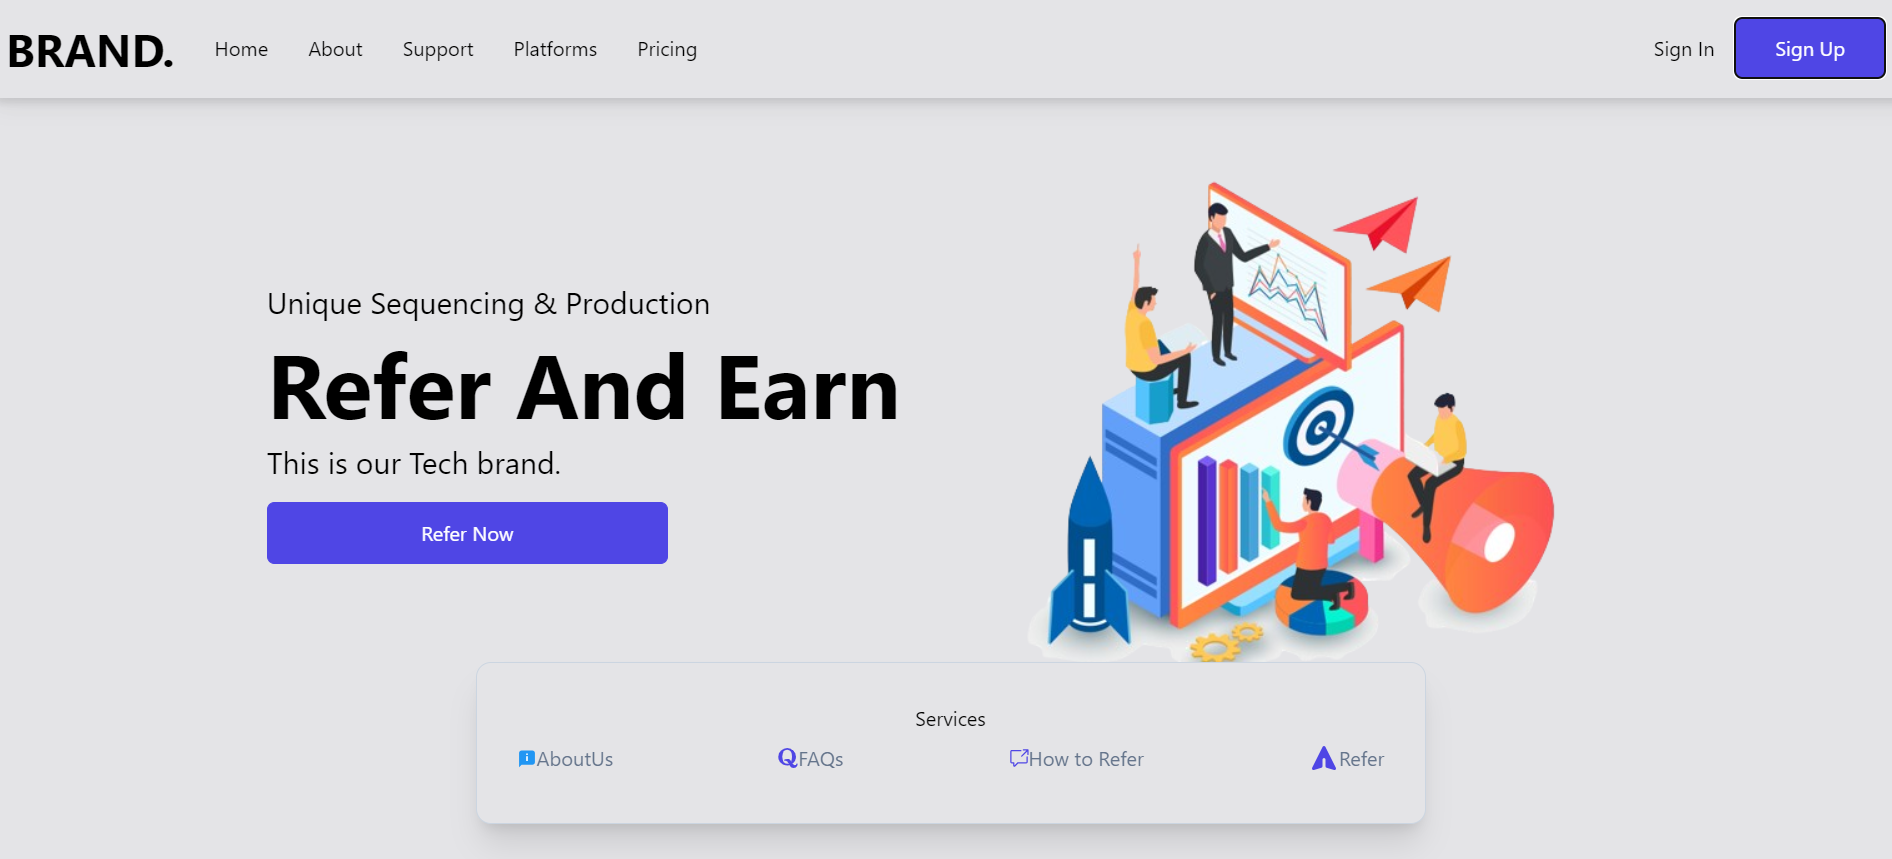 BRAND. Home About Support Platforms Pricing Sign In Sign Up
Unique Sequencing & Production
Refer And Earn
This is our Tech brand.
Refer Now
Services
AboutUs FAQs How to Refer Refer